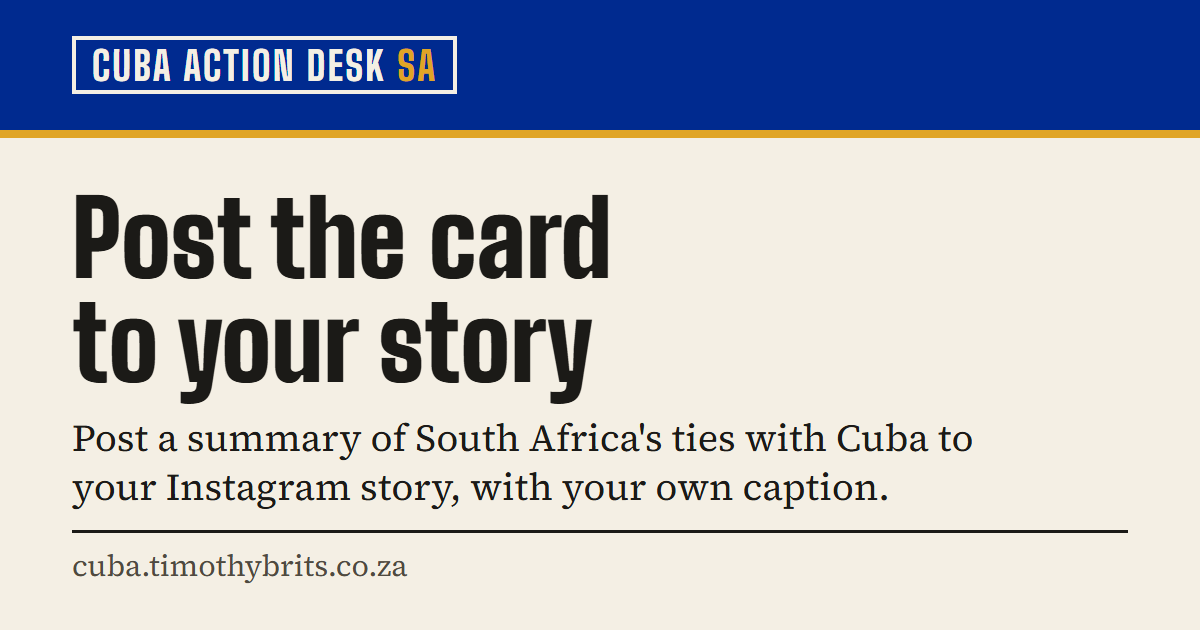 CUBA ACTION DESK SA
Post the card
to your story
Post a summary of South Africa's ties with Cuba to
your Instagram story, with your own caption.
cuba.timothybrits.co.za